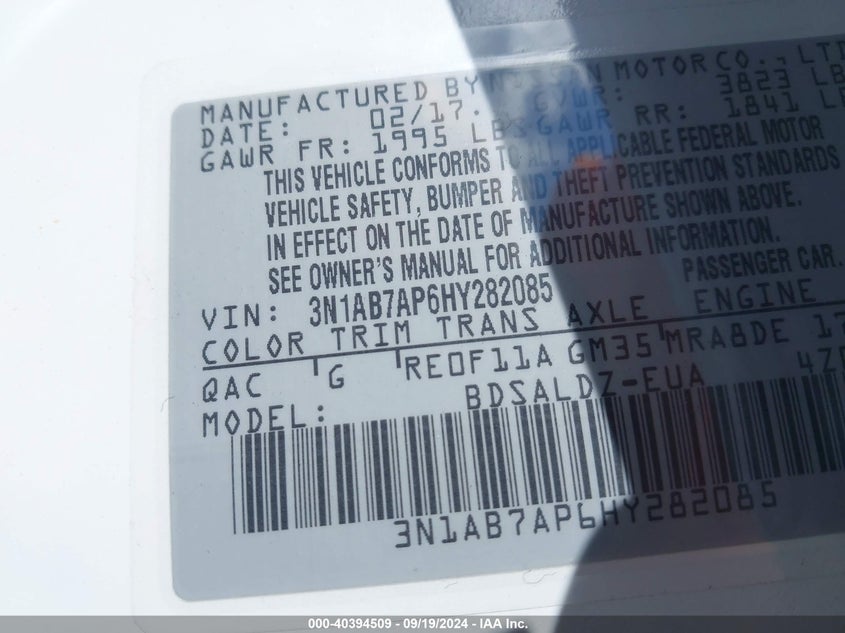 MANUFACTURED BY NISSAN MOTOR CO., LTD
DATE: 02/17. GVWR: 3823 LB
GAWR FR: 1995 LBS GAWR RR: 1841 L
THIS VEHICLE CONFORMS TO ALL APPLICABLE FEDERAL MOTOR
VEHICLE SAFETY, BUMPER AND THEFT PREVENTION STANDARDS
IN EFFECT ON THE DATE OF MANUFACTURE SHOWN ABOVE.
SEE OWNER'S MANUAL FOR ADDITIONAL INFORMATION.
VIN: 3N1AB7AP6HY282085 PASSENGER CAR.
COLOR TRIM TRANS AXLE ENGINE
QAC G RE0F11A GM35 MRA8DE
MODEL: BDSALDZ-EUA
3N1AB7AP6HY282085
000-40394509 - 09/19/2024 - IAA Inc.